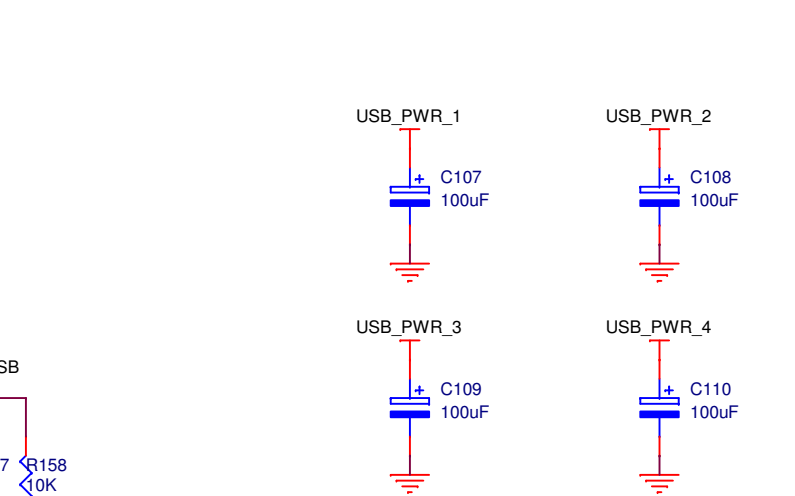 USB_PWR_1
USB_PWR_2
+
C107
100uF
+
C108
100uF
USB_PWR_3
USB_PWR_4
+
C109
100uF
+
C110
100uF
SB
7
R158
10K